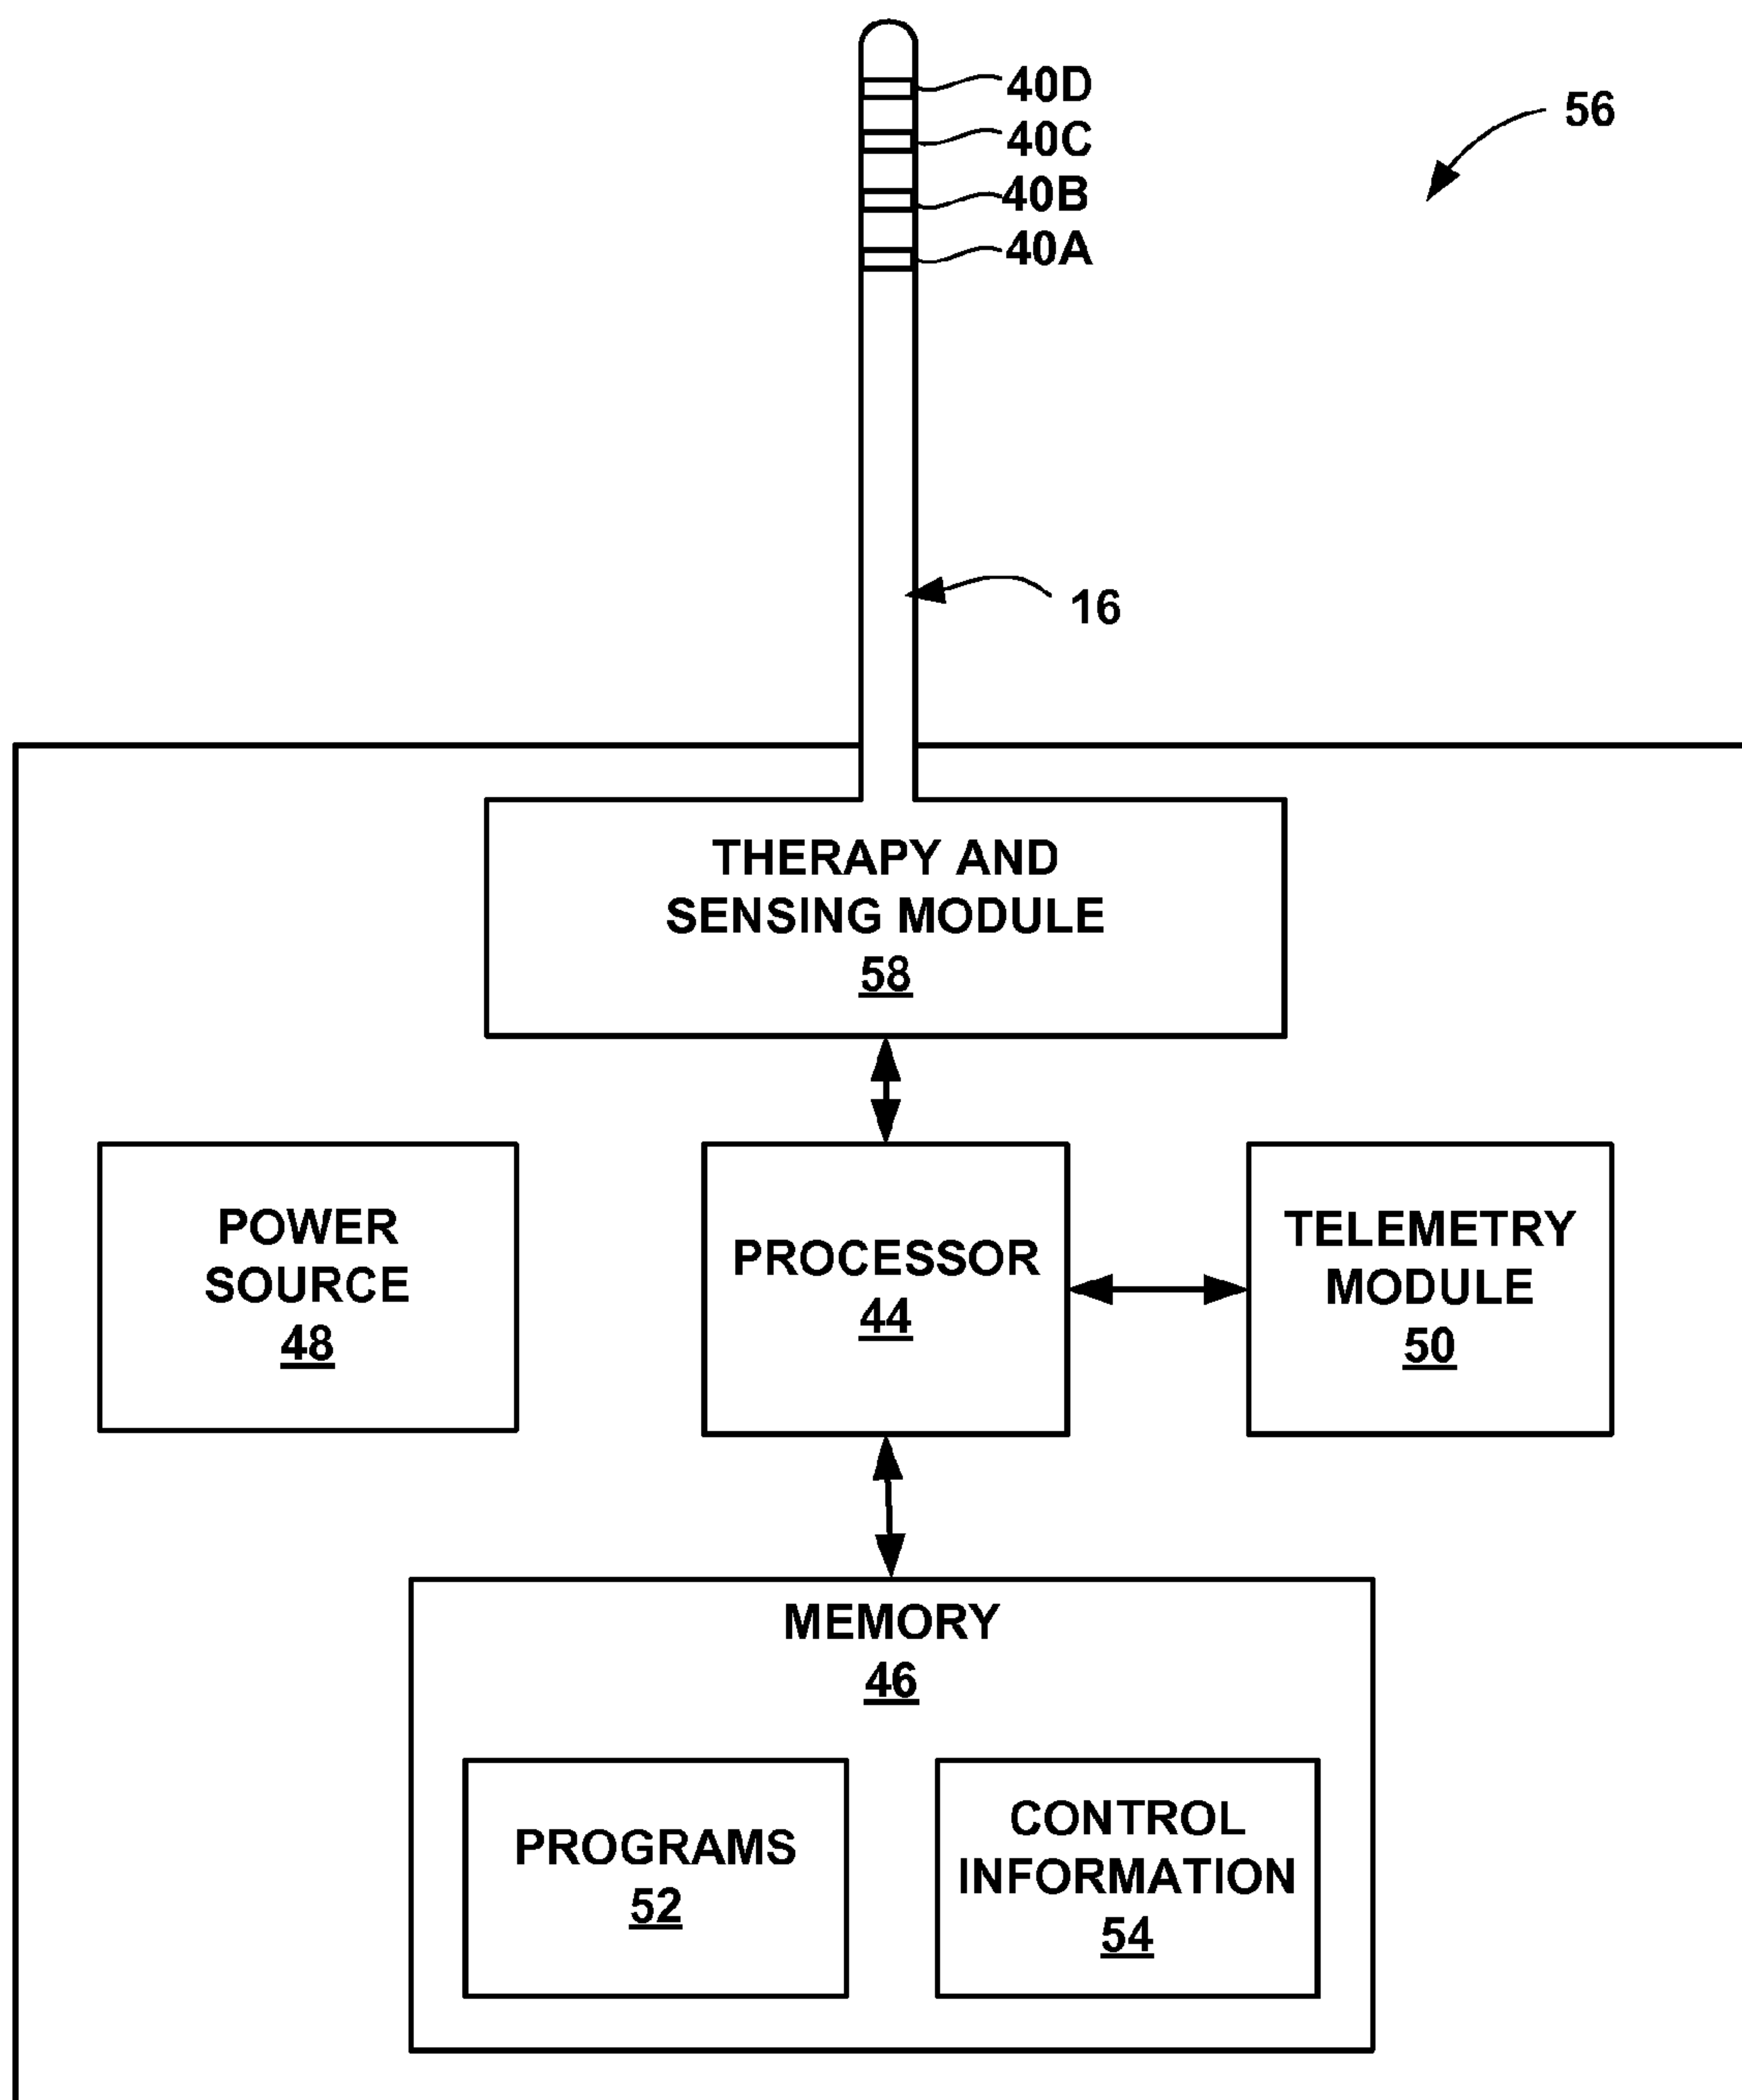 40D
40C
56
40B
40A
16
THERAPY AND
SENSING MODULE
58
POWER
SOURCE
48
PROCESSOR
44
TELEMETRY
MODULE
50
MEMORY
46
PROGRAMS
52
CONTROL
INFORMATION
54